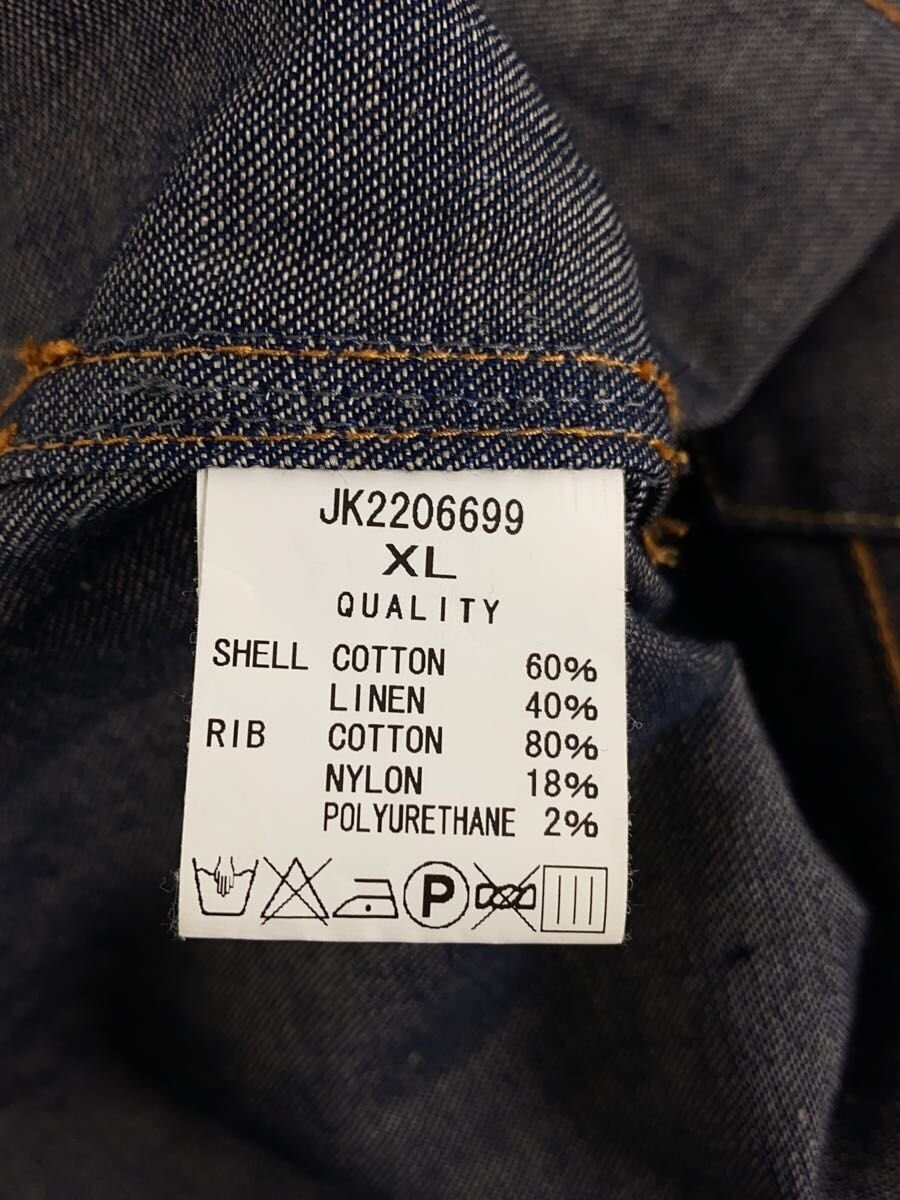 JK2206699
XL
QUALITY
SHELL COTTON 60%
LINEN 40%
RIB COTTON 80%
NYLON 18%
POLYURETHANE 2%
P